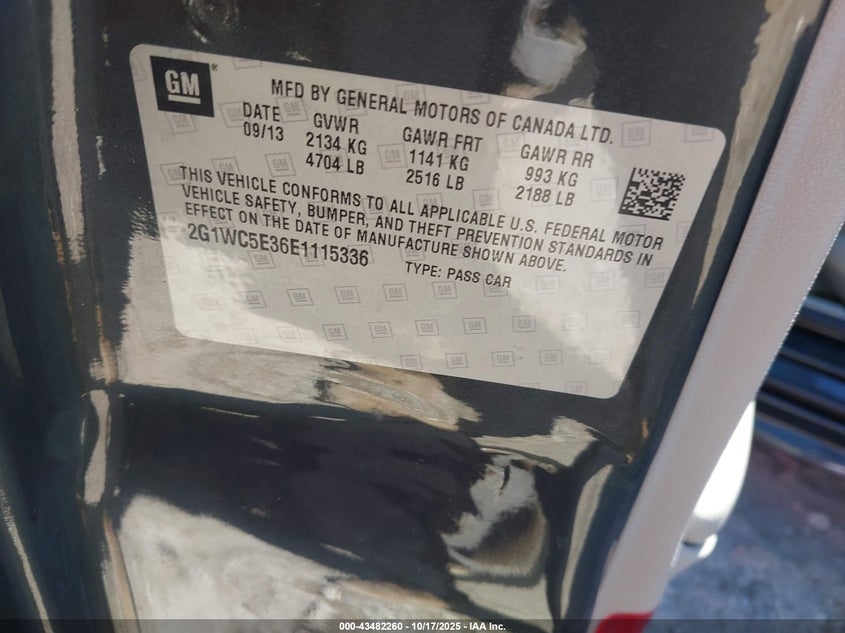 GM
MFD BY GENERAL MOTORS OF CANADA LTD.
DATE GVWR GAWR FRT GAWR RR
09/13 2134 KG 1141 KG 993 KG
4704 LB 2516 LB 2188 LB
THIS VEHICLE CONFORMS TO ALL APPLICABLE U.S. FEDERAL MOTOR
VEHICLE SAFETY, BUMPER, AND THEFT PREVENTION STANDARDS IN
EFFECT ON THE DATE OF MANUFACTURE SHOWN ABOVE.
2G1WC5E36E1115336 TYPE: PASS CAR
000-43482260 - 10/17/2025 - IAA Inc.